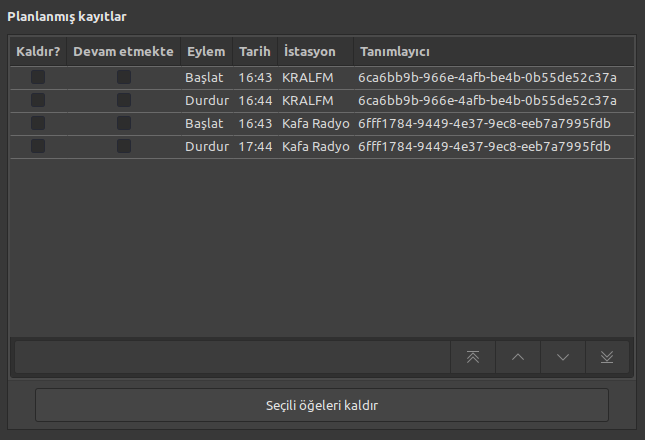 Planlanmış kayıtlar
Kaldır? Devam etmekte Eylem Tarih İstasyon Tanımlayıcı
Başlat 16:43 KRALFM 6ca6bb9b-966e-4afb-be4b-0b55de52c37a
Durdur 16:44 KRALFM 6ca6bb9b-966e-4afb-be4b-0b55de52c37a
Başlat 16:43 Kafa Radyo 6fff1784-9449-4e37-9ec8-eeb7a7995fdb
Durdur 17:44 Kafa Radyo 6fff1784-9449-4e37-9ec8-eeb7a7995fdb
Seçili öğeleri kaldır